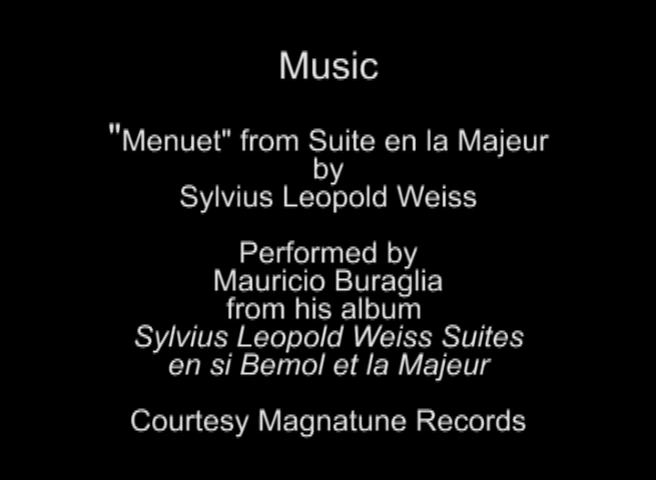 Music
"Menuet" from Suite en la Majeur
by
Sylvius Leopold Weiss
Performed by
Mauricio Buraglia
from his album
Sylvius Leopold Weiss Suites
en si Bemol et la Majeur
Courtesy Magnatune Records